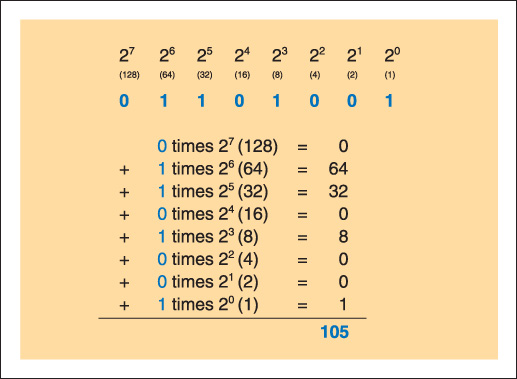 2⁷ 2⁶ 2⁵ 2⁴ 2³ 2² 2¹ 2⁰
(128) (64) (32) (16) (8) (4) (2) (1)
0 1 1 0 1 0 0 1
0 times 2⁷ (128) = 0
+ 1 times 2⁶ (64) = 64
+ 1 times 2⁵ (32) = 32
+ 0 times 2⁴ (16) = 0
+ 1 times 2³ (8) = 8
+ 0 times 2² (4) = 0
+ 0 times 2¹ (2) = 0
+ 1 times 2⁰ (1) = 1
105